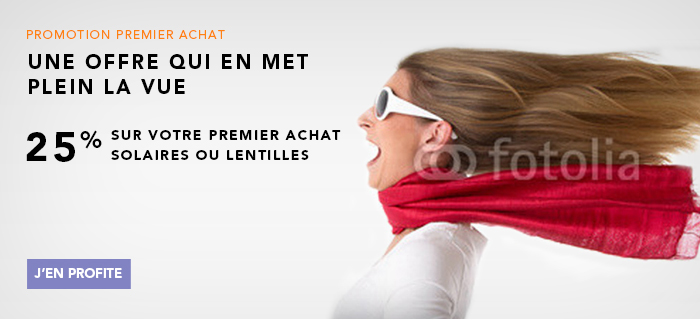 PROMOTION PREMIER ACHAT
UNE OFFRE QUI EN MET
PLEIN LA VUE
25% SUR VOTRE PREMIER ACHAT
SOLAIRES OU LENTILLES
fotolia
J'EN PROFITE